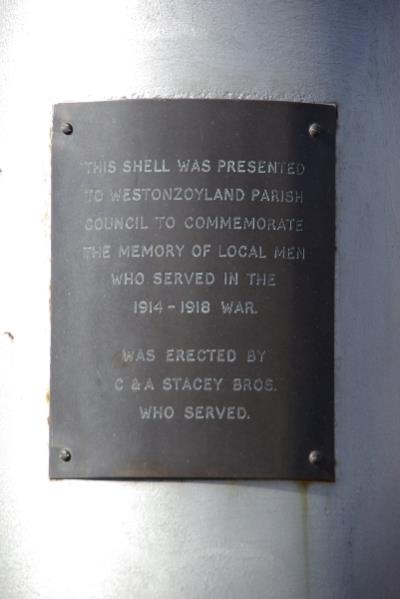 THIS SHELL WAS PRESENTED
TO WESTONZOYLAND PARISH
COUNCIL TO COMMEMORATE
THE MEMORY OF LOCAL MEN
WHO SERVED IN THE
1914 - 1918 WAR.
WAS ERECTED BY
C & A STACEY BROS.
WHO SERVED.